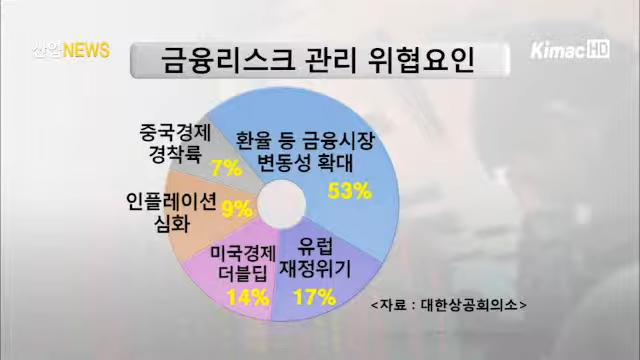 산업NEWS
KimacHD
금융리스크 관리 위협요인
중국경제
경착륙
7%
환율 등 금융시장
변동성 확대
53%
인플레이션
심화
9%
미국경제
더블딥
14%
유럽
재정위기
17%
<자료 : 대한상공회의소>